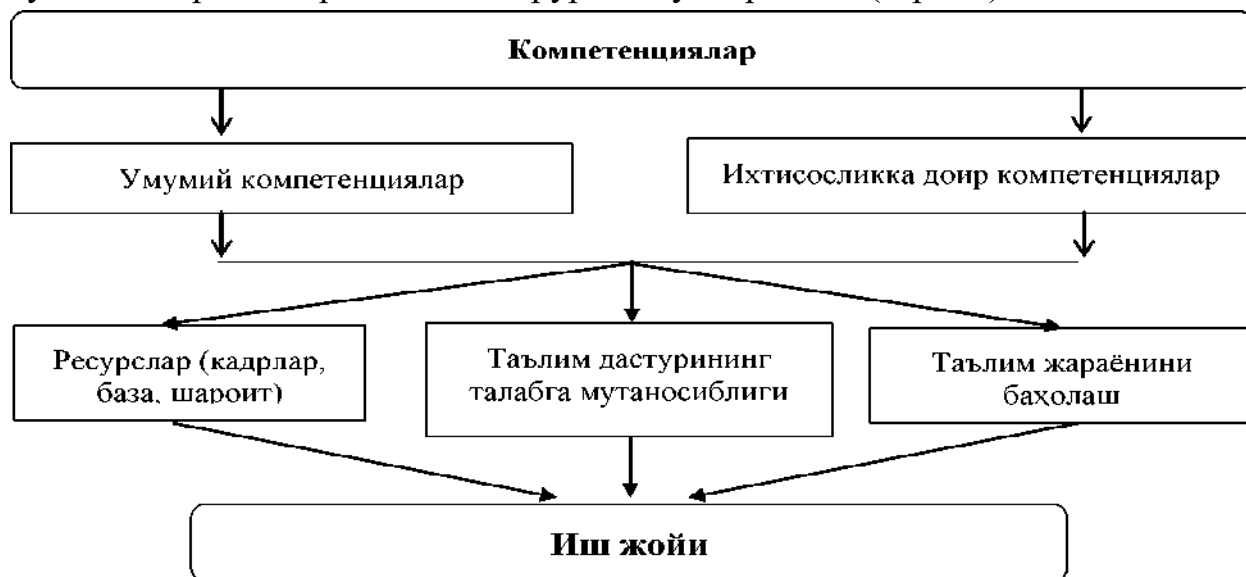 Компетенциялар
Умумий компетенциялар
Ихтисосликка доир компетенциялар
Ресурслар (кадрлар,
база, шароит)
Таълим дастурининг
талабга мутаносиблиги
Таълим жараёнини
баҳолаш
Иш жойи